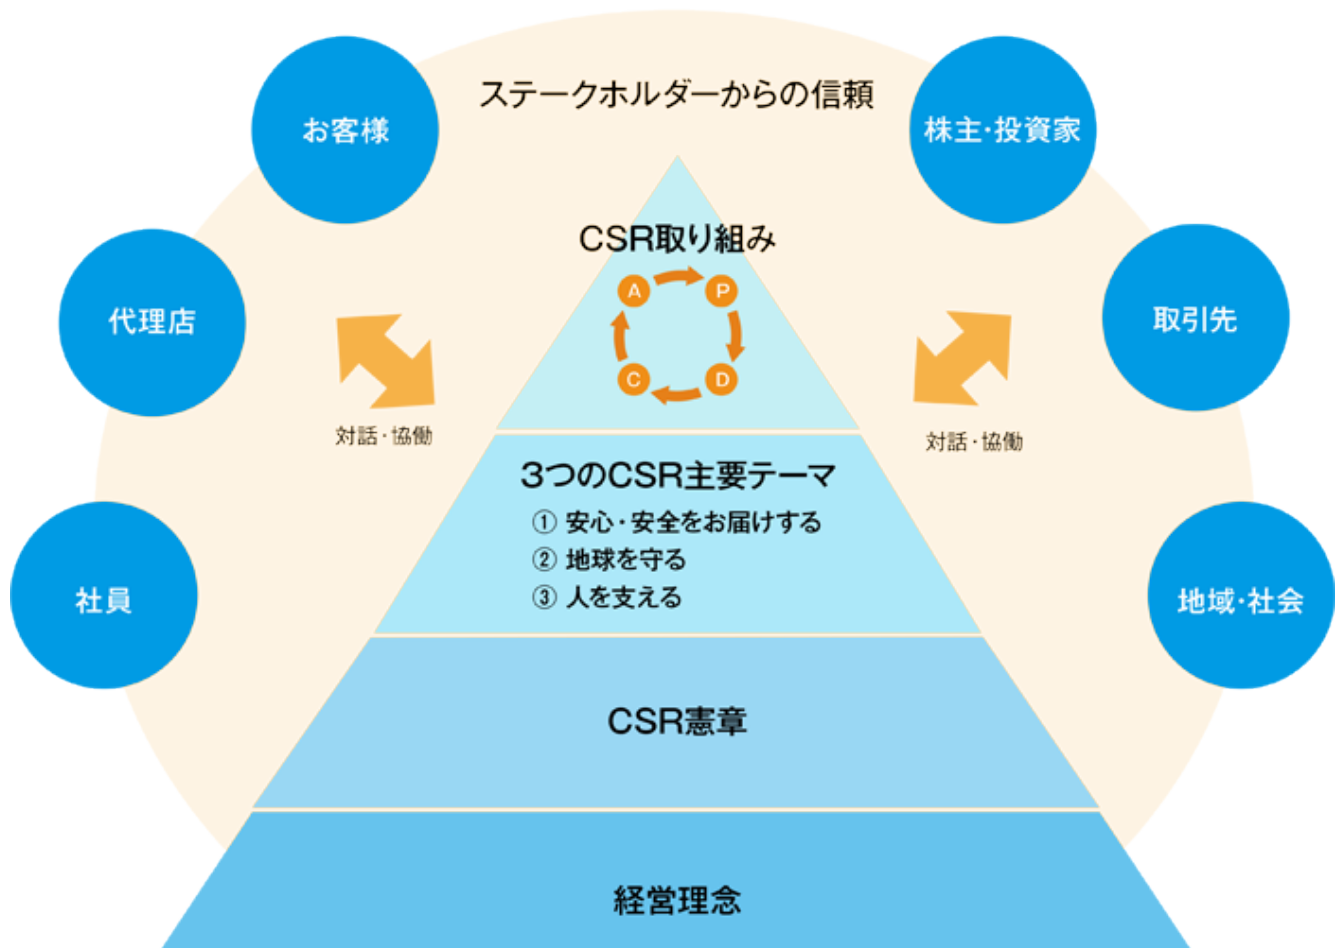 ステークホルダーからの信頼
お客様
株主・投資家
代理店
取引先
社員
地域・社会
対話・協働
対話・協働
CSR取り組み
A
P
C
D
3つのCSR主要テーマ
① 安心・安全をお届けする
② 地球を守る
③ 人を支える
CSR憲章
経営理念